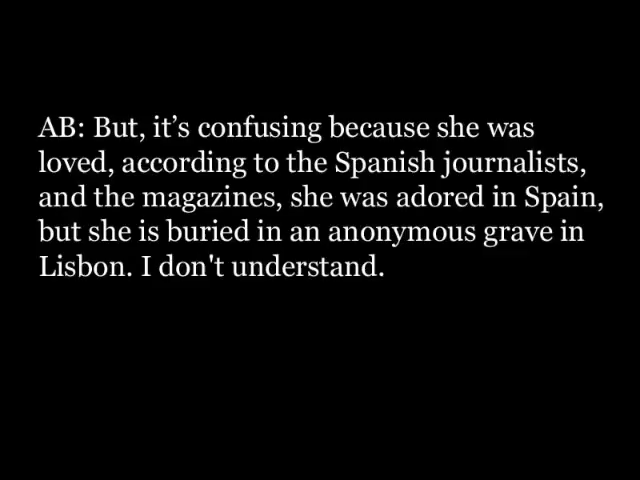 AB: But, it’s confusing because she was
loved, according to the Spanish journalists,
and the magazines, she was adored in Spain,
but she is buried in an anonymous grave in
Lisbon. I don't understand.